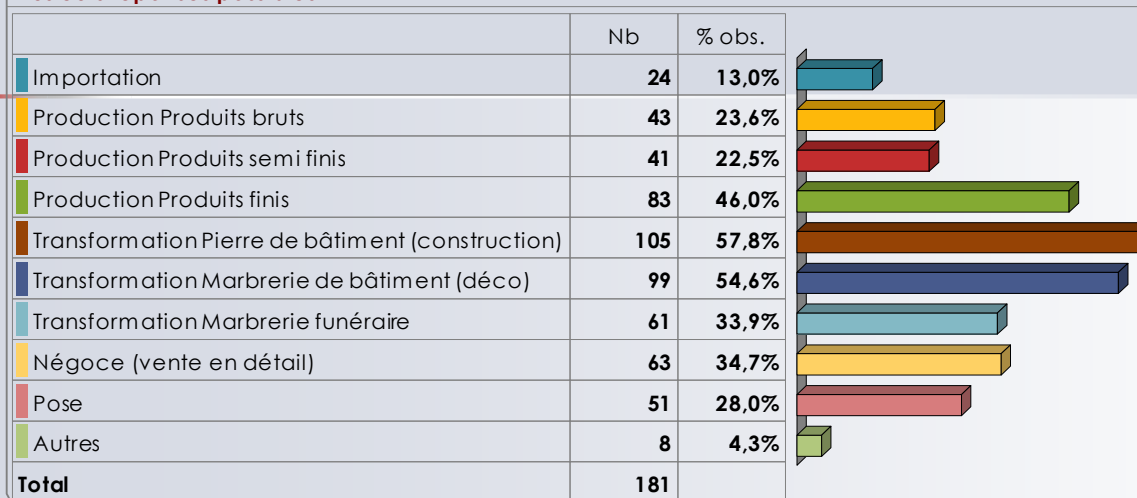 Nb % obs.
Importation 24 13,0%
Production Produits bruts 43 23,6%
Production Produits semi finis 41 22,5%
Production Produits finis 83 46,0%
Transformation Pierre de bâtiment (construction) 105 57,8%
Transformation Marbrerie de bâtiment (déco) 99 54,6%
Transformation Marbrerie funéraire 61 33,9%
Négoce (vente en détail) 63 34,7%
Pose 51 28,0%
Autres 8 4,3%
Total 181